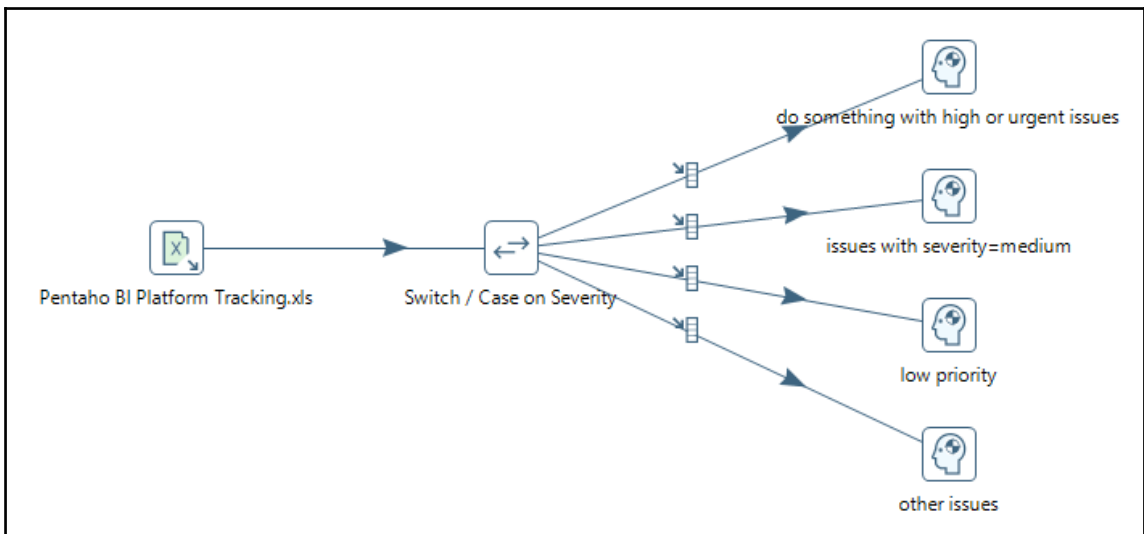 do something with high or urgent issues
issues with severity=medium
Pentaho BI Platform Tracking.xls
Switch / Case on Severity
low priority
other issues